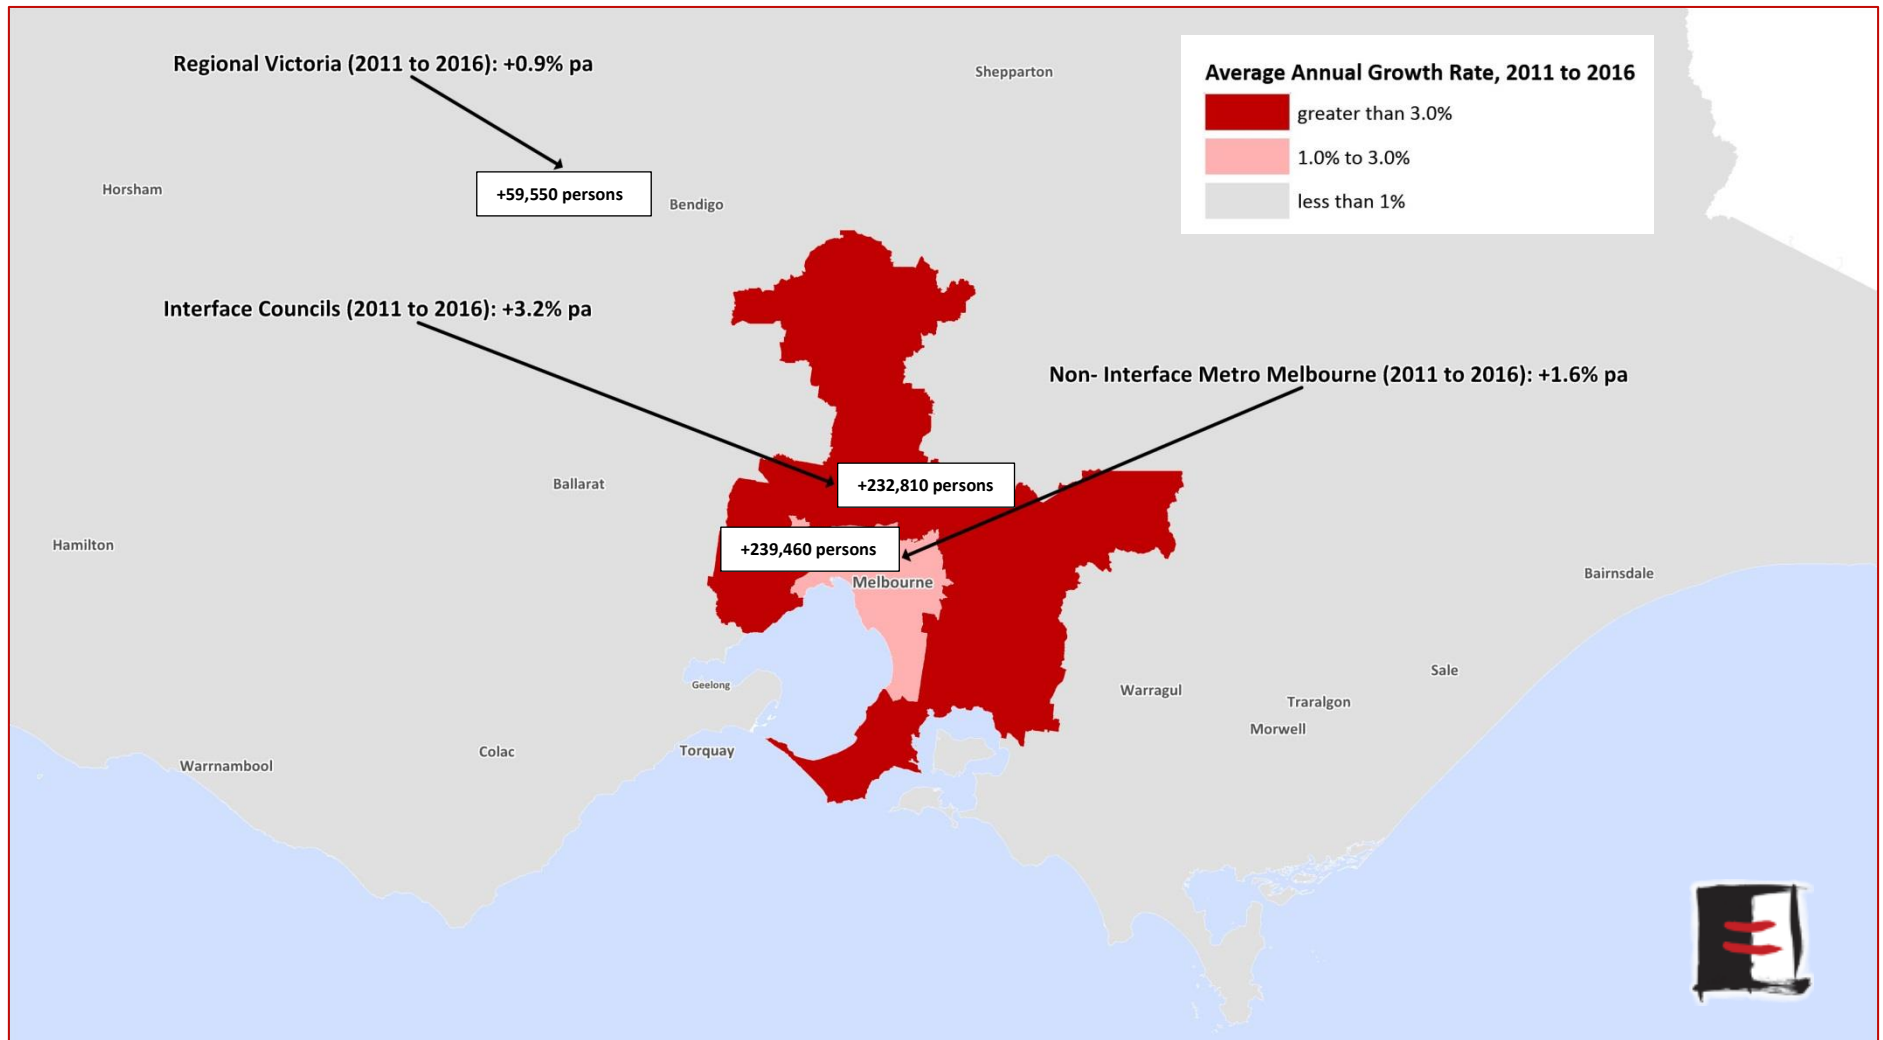 Regional Victoria (2011 to 2016): +0.9% pa
Shepparton
Average Annual Growth Rate, 2011 to 2016
greater than 3.0%
1.0% to 3.0%
less than 1%
Horsham
+59,550 persons
Bendigo
Interface Councils (2011 to 2016): +3.2% pa
Non- Interface Metro Melbourne (2011 to 2016): +1.6% pa
Ballarat
+232,810 persons
Hamilton
+239,460 persons
Melbourne
Bairnsdale
Geelong
Sale
Warragul
Traralgon
Morwell
Colac
Torquay
Warrnambool